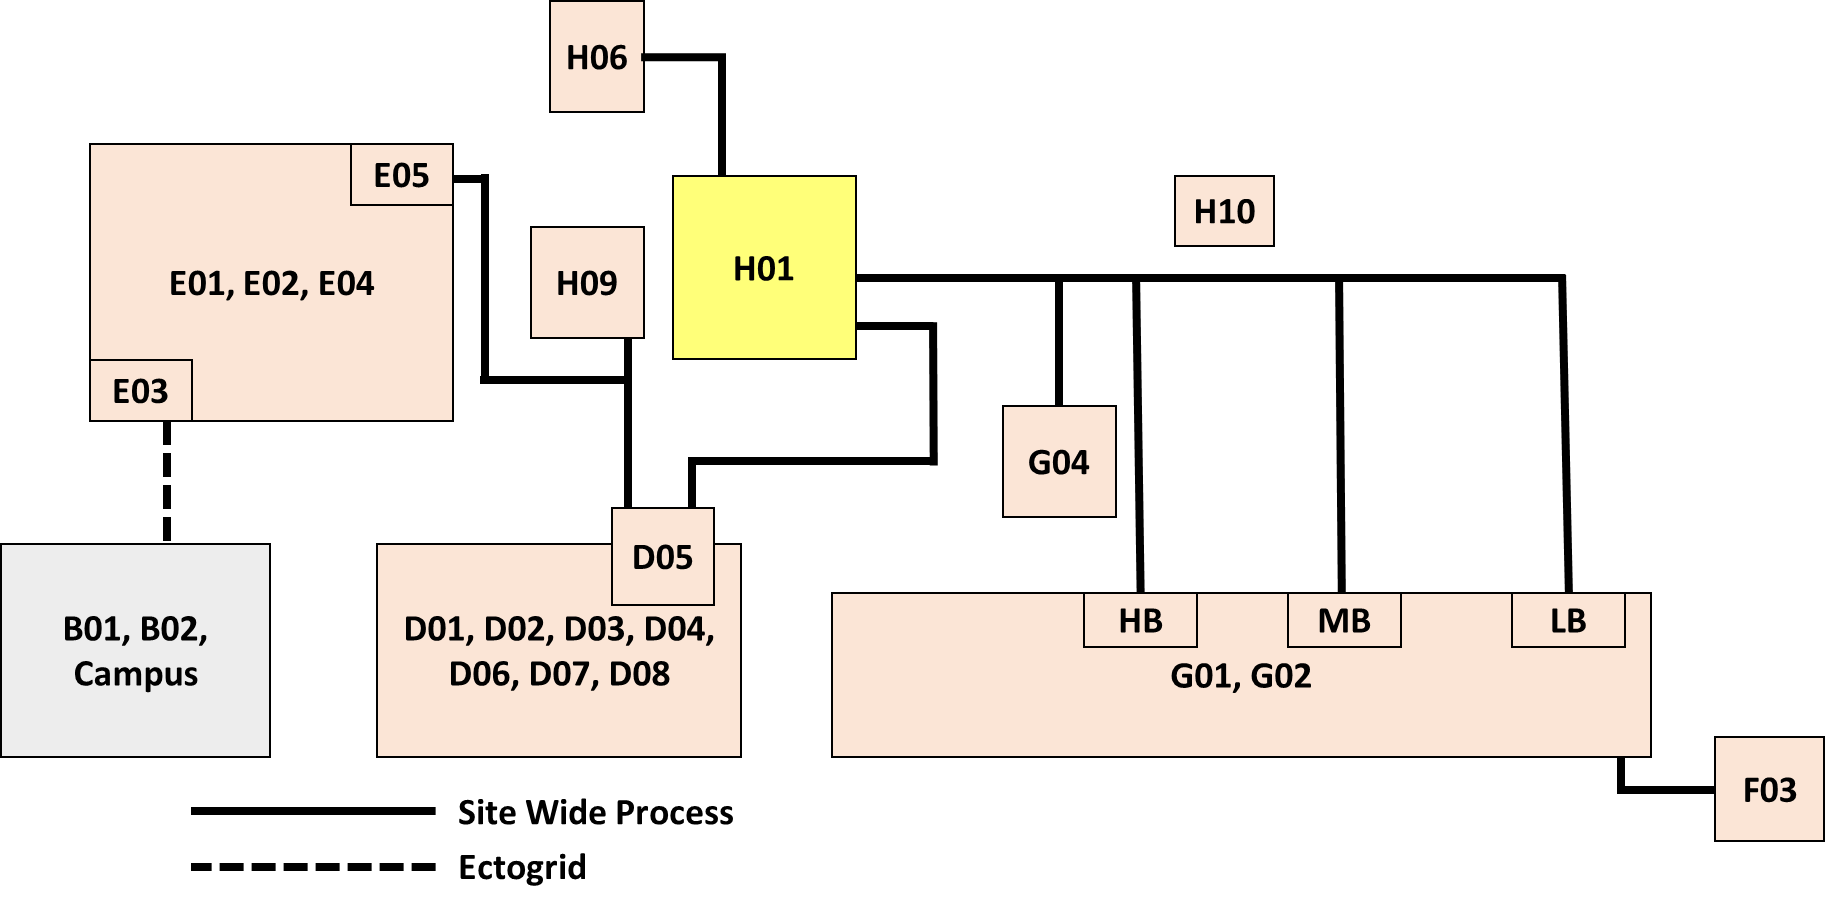 H06
E05
H10
H01
E01, E02, E04
H09
E03
G04
D05
HB
MB
LB
B01, B02,
Campus
D01, D02, D03, D04,
D06, D07, D08
G01, G02
F03
Site Wide Process
Ectogrid